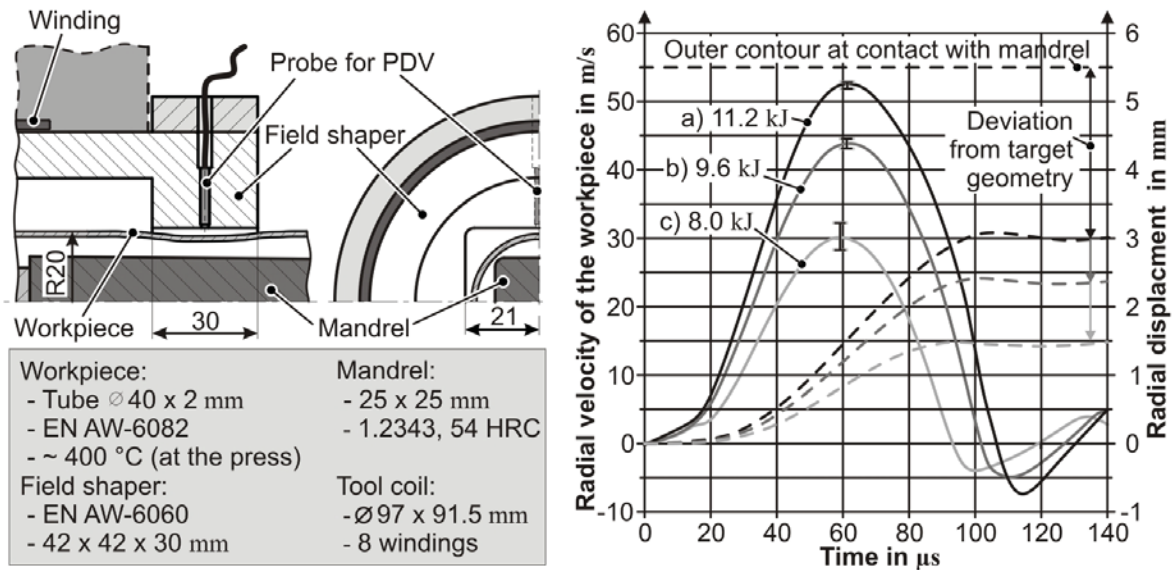 Winding
Probe for PDV
Field shaper
R20
Workpiece
30
Mandrel
21
Workpiece:
- Tube ⌀ 40 x 2 mm
- EN AW-6082
- ~ 400 °C (at the press)
Field shaper:
- EN AW-6060
- 42 x 42 x 30 mm
Mandrel:
- 25 x 25 mm
- 1.2343, 54 HRC
Tool coil:
-Ø 97 x 91.5 mm
- 8 windings
Radial velocity of the workpiece in m/s
60
50
40
30
20
10
0
-10
Outer contour at contact with mandrel
a) 11.2 kJ
b) 9.6 kJ
c) 8.0 kJ
Deviation
from target
geometry
0 20 40 60 80 100 120 140
Time in µs
6
5
4
3
2
1
0
-1
Radial displacement in mm